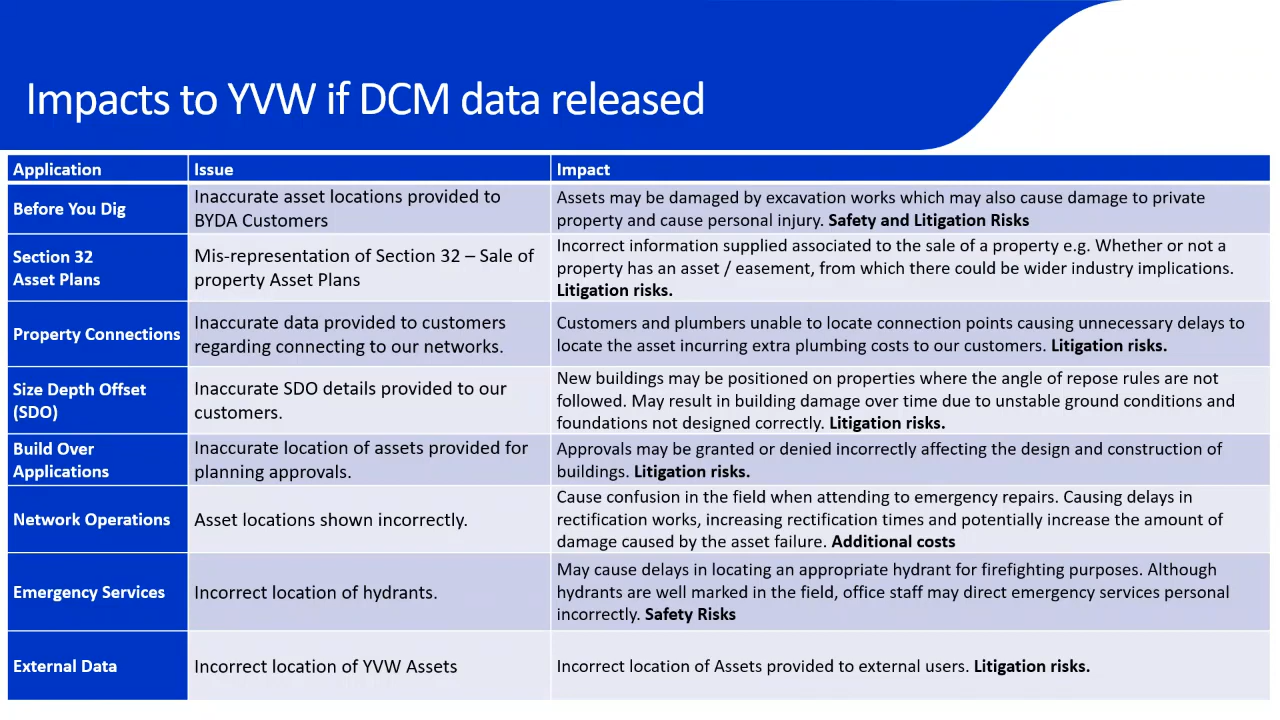 Impacts to YVW if DCM data released
Application
Issue
Impact
Before You Dig
Inaccurate asset locations provided to
BYDA Customers
Assets may be damaged by excavation works which may also cause damage to private
property and cause personal injury. Safety and Litigation Risks
Section 32
Asset Plans
Mis-representation of Section 32 – Sale of
property Asset Plans
Incorrect information supplied associated to the sale of a property e.g. Whether or not a
property has an asset / easement, from which there could be wider industry implications.
Litigation risks.
Property Connections
Inaccurate data provided to customers
regarding connecting to our networks.
Customers and plumbers unable to locate connection points causing unnecessary delays to
locate the asset incurring extra plumbing costs to our customers. Litigation risks.
Size Depth Offset
(SDO)
Inaccurate SDO details provided to our
customers.
New buildings may be positioned on properties where the angle of repose rules are not
followed. May result in building damage over time due to unstable ground conditions and
foundations not designed correctly. Litigation risks.
Build Over
Applications
Inaccurate location of assets provided for
planning approvals.
Approvals may be granted or denied incorrectly affecting the design and construction of
buildings. Litigation risks.
Network Operations
Asset locations shown incorrectly.
Cause confusion in the field when attending to emergency repairs. Causing delays in
rectification works, increasing rectification times and potentially increase the amount of
damage caused by the asset failure. Additional costs
Emergency Services
Incorrect location of hydrants.
May cause delays in locating an appropriate hydrant for firefighting purposes. Although
hydrants are well marked in the field, office staff may direct emergency services personal
incorrectly. Safety Risks
External Data
Incorrect location of YVW Assets
Incorrect location of Assets provided to external users. Litigation risks.